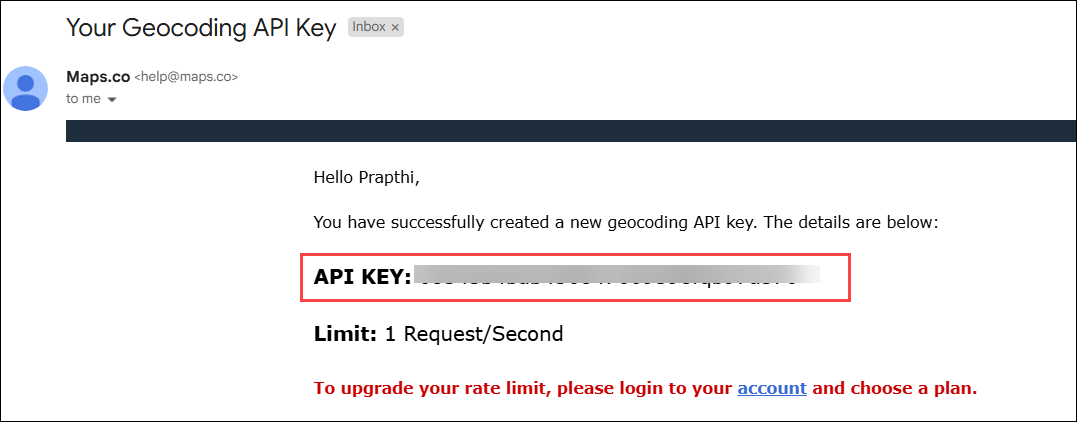 Your Geocoding API Key Inbox ×
Maps.co <help@maps.co>
to me
Hello Prapthi,
You have successfully created a new geocoding API key. The details are below:
API KEY:
Limit: 1 Request/Second
To upgrade your rate limit, please login to your account and choose a plan.